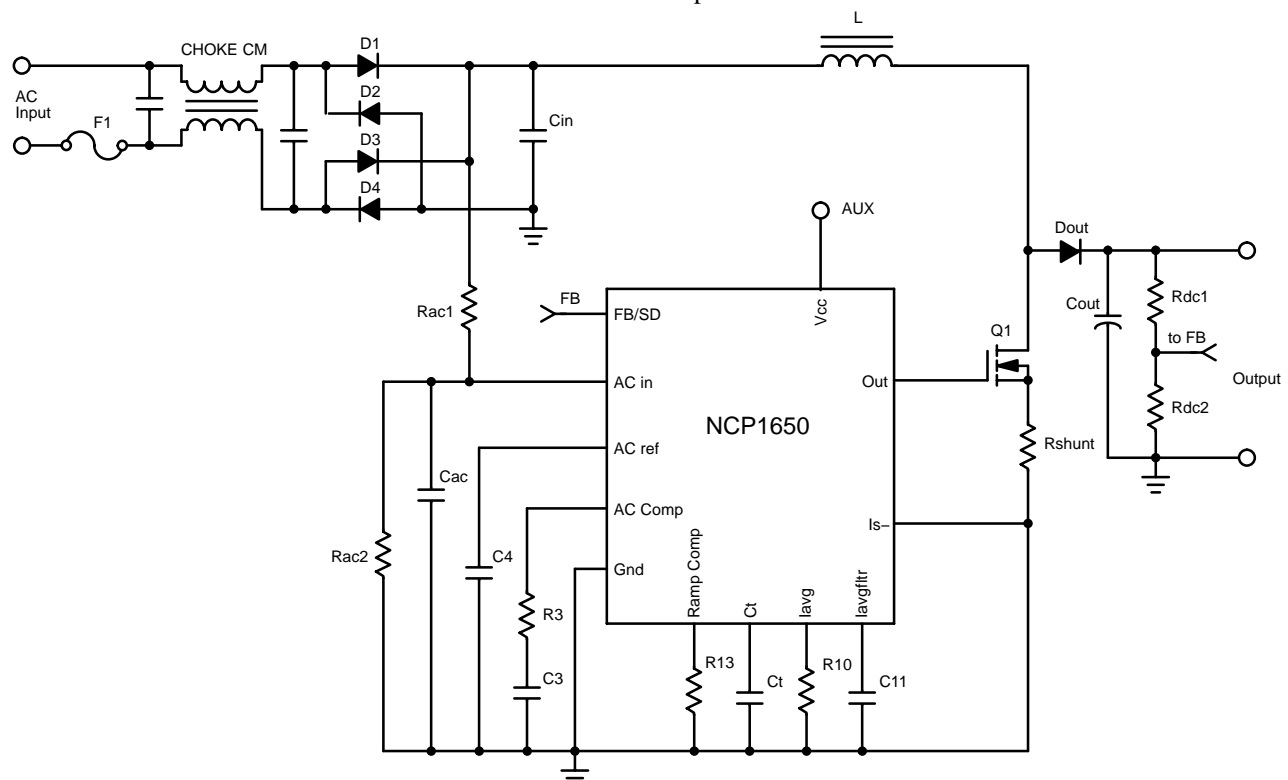 L
CHOKE CM
D1
AC
Input
F1
D2
Cin
D3
D4
AUX
Dout
Rac1
FB
FB/SD
Vcc
Cout
Rdc1
Q1
to FB
AC in
Out
Output
Rdc2
NCP1650
AC ref
Rshunt
Cac
AC Comp
Is–
Rac2
C4
Gnd
Ramp Comp
Ct
Iavg
Iavgfltr
R3
R13
R10
C3
Ct
C11